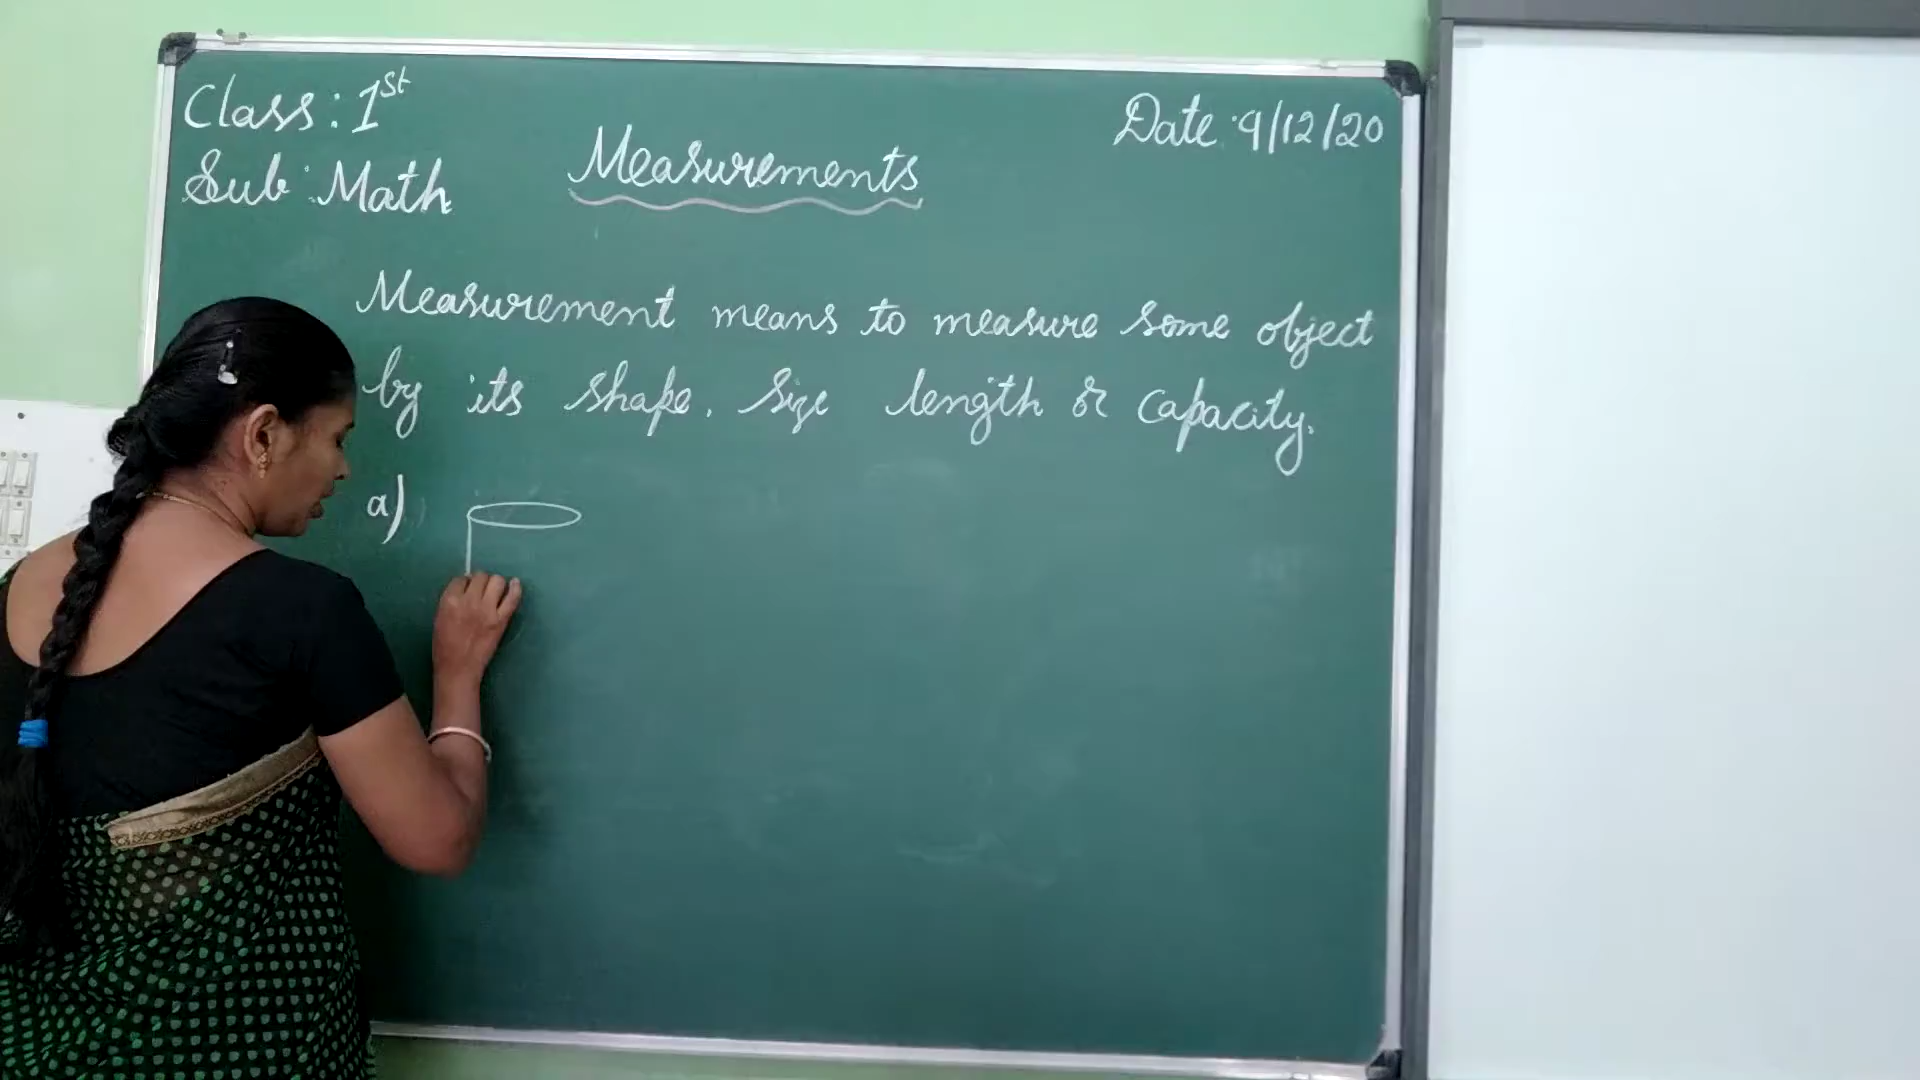 Class : 1st
Sub : Math
Date : 9/12/20
Measurements
Measurement means to measure some object
by its shape, size length or capacity.
a)